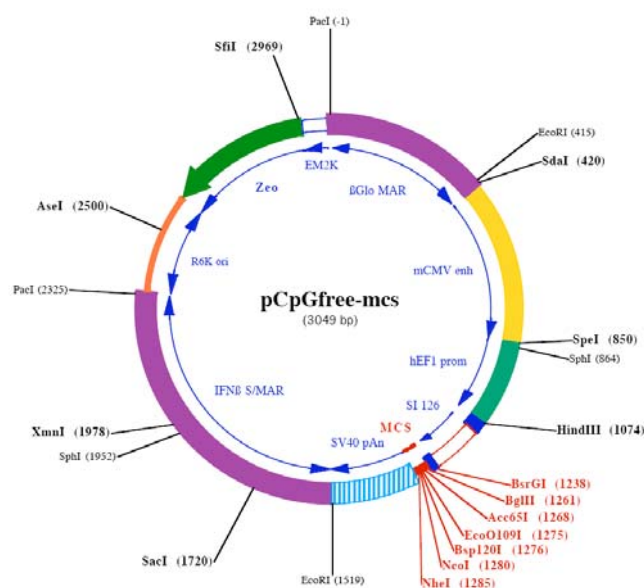 PacI (-1)
SfiI (2969)
EcoRI (415)
SdaI (420)
EM2K
ßGlo MAR
Zeo
AseI (2500)
R6K ori
mCMV enh
PacI (2325)
pCpGfree-mcs
(3049 bp)
SpeI (850)
SphI (864)
hEF1 prom
IFNß S/MAR
SI 126
MCS
HindIII (1074)
SV40 pAn
XmnI (1978)
SphI (1952)
BsrGI (1238)
BglII (1261)
Acc65I (1268)
EcoO109I (1275)
Bsp120I (1276)
NcoI (1280)
NheI (1285)
SacI (1720)
EcoRI (1519)